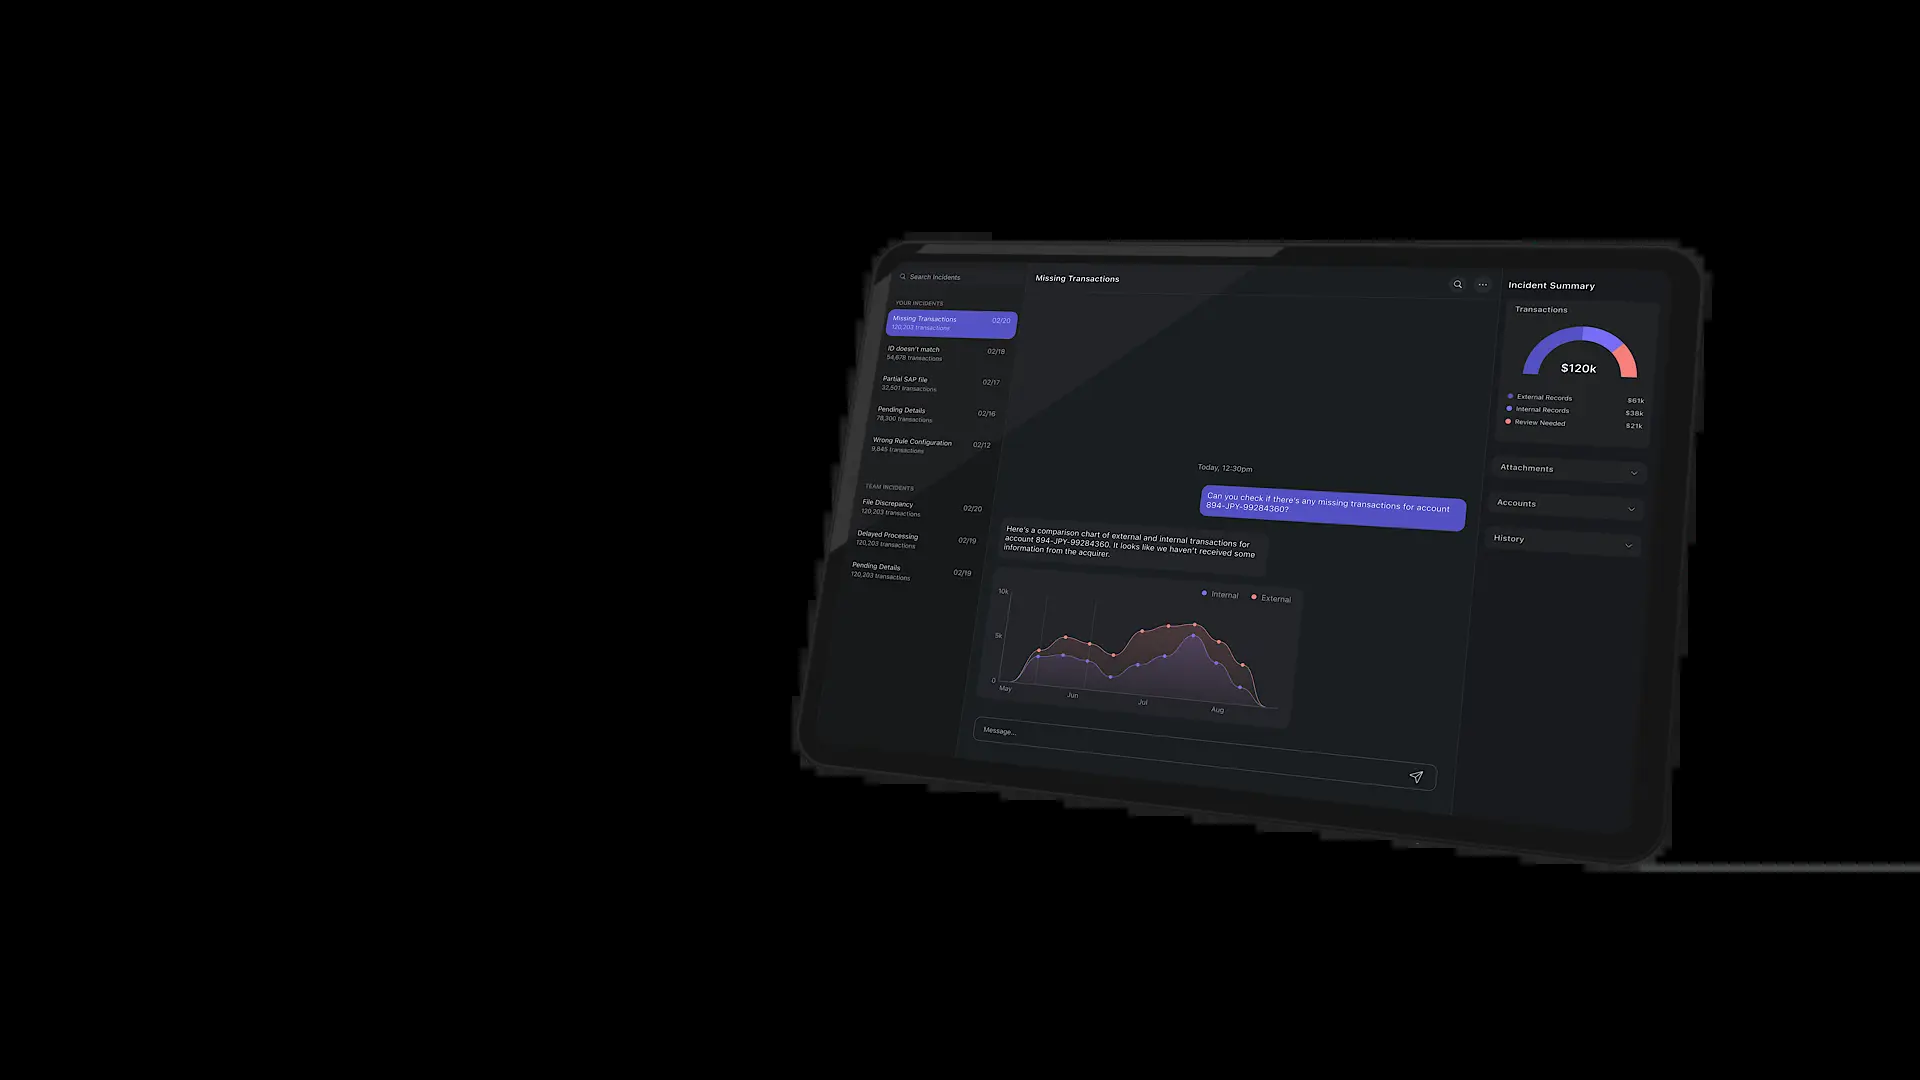 Search Incidents
YOUR INCIDENTS
Missing Transactions 02/20
120,203 transactions
ID doesn't match 02/18
54,678 transactions
Partial SAP file 02/17
32,501 transactions
Pending Details 02/16
78,300 transactions
Wrong Rule Configuration 02/12
9,845 transactions
TEAM INCIDENTS
File Discrepancy 02/20
120,203 transactions
Delayed Processing 02/19
120,203 transactions
Pending Details 02/19
120,203 transactions
Missing Transactions
Today, 12:30pm
Can you check if there's any missing transactions for account
894-JPY-99284360?
Here's a comparison chart of external and internal transactions for
account 894-JPY-99284360. It looks like we haven't received some
information from the acquirer.
Internal External
10k
5k
0
May Jun Jul Aug
Message...
Incident Summary
Transactions
$120k
External Records $61k
Internal Records $38k
Review Needed $21k
Attachments
Accounts
History